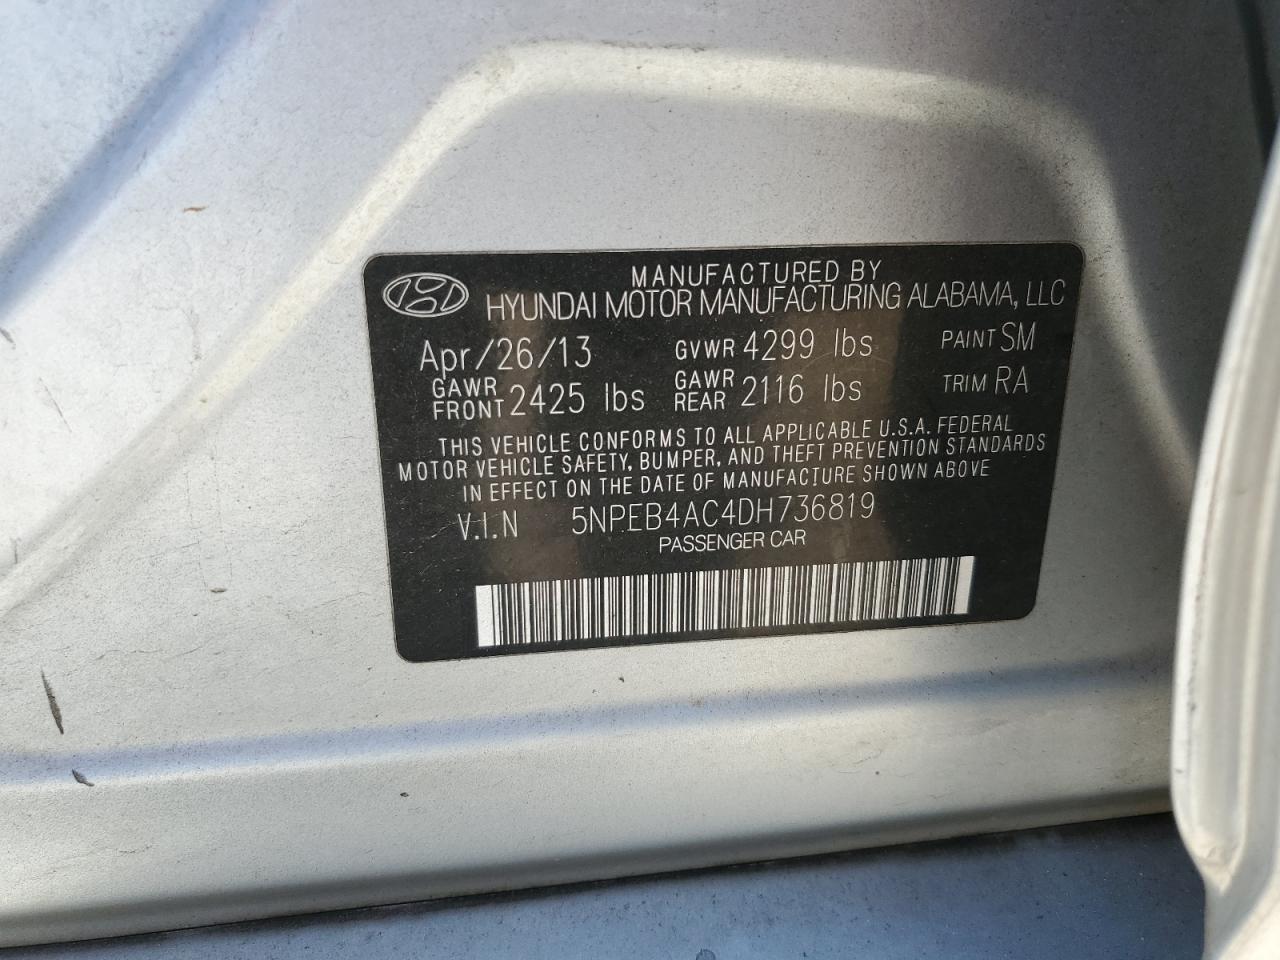 MANUFACTURED BY
HYUNDAI MOTOR MANUFACTURING ALABAMA, LLC
Apr/26/13 GVWR 4299 lbs PAINT SM
GAWR FRONT 2425 lbs GAWR REAR 2116 lbs TRIM RA
THIS VEHICLE CONFORMS TO ALL APPLICABLE U.S.A. FEDERAL
MOTOR VEHICLE SAFETY, BUMPER, AND THEFT PREVENTION STANDARDS
IN EFFECT ON THE DATE OF MANUFACTURE SHOWN ABOVE
V.I.N 5NPEB4AC4DH736819
PASSENGER CAR